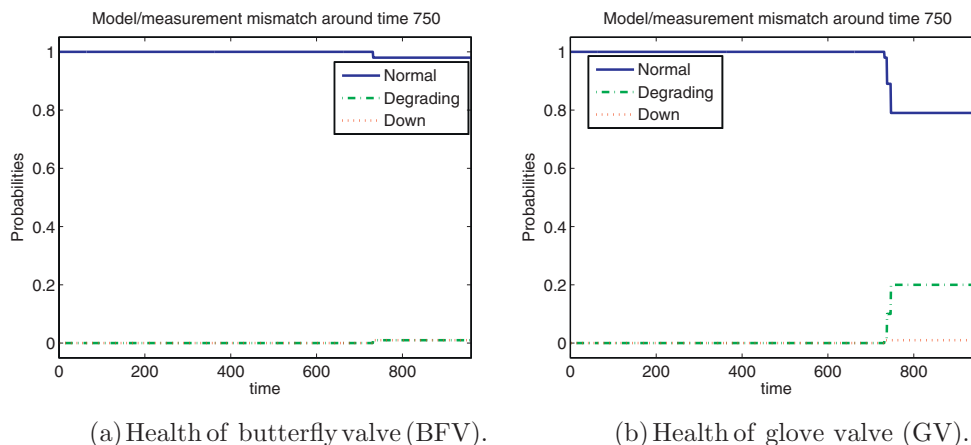 Model/measurement mismatch around time 750
1
0.8
0.6
0.4
0.2
0
Probabilities
Normal
Degrading
Down
0
200
400
600
800
time
(a) Health of butterfly valve (BFV).
Model/measurement mismatch around time 750
1
0.8
0.6
0.4
0.2
0
Probabilities
Normal
Degrading
Down
0
200
400
600
800
time
(b) Health of glove valve (GV).